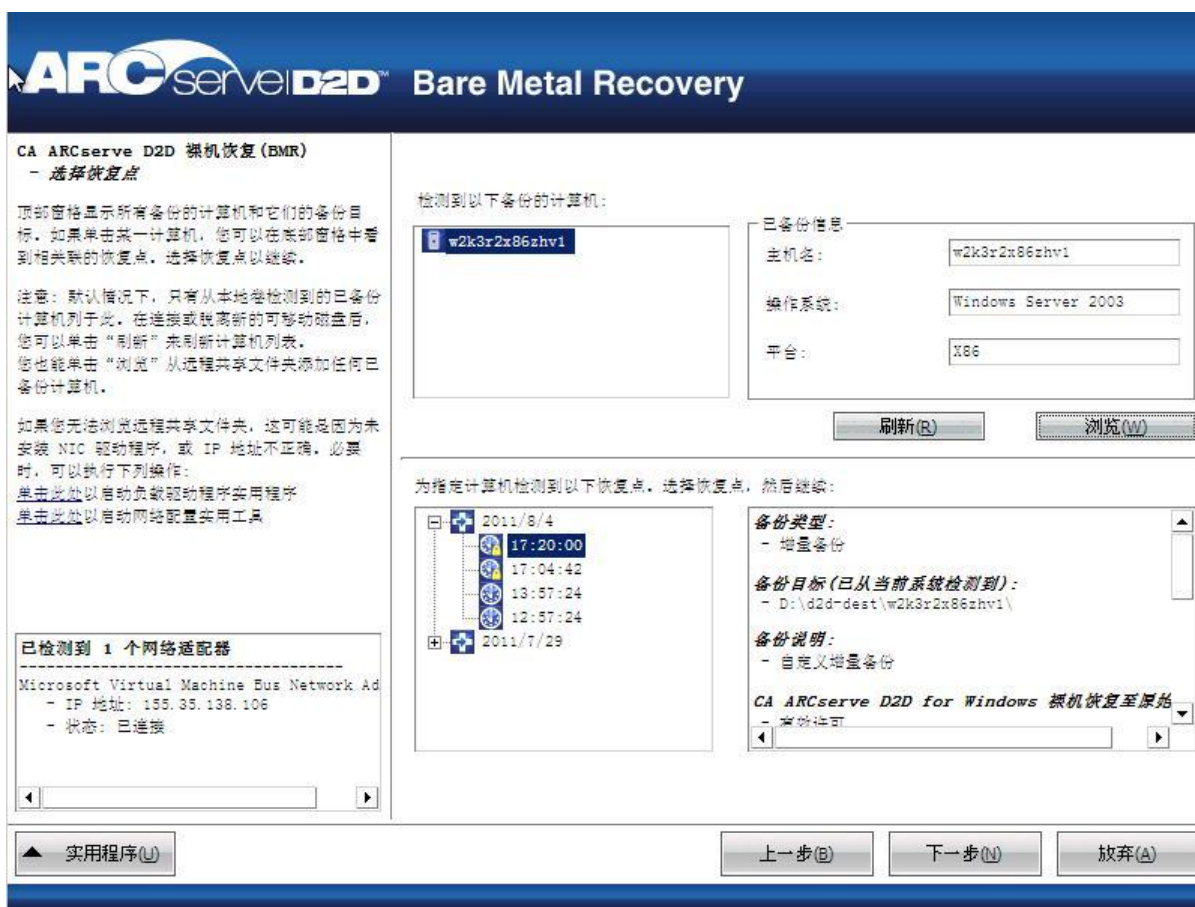 ARCserve D2D™ Bare Metal Recovery
CA ARCserve D2D 裸机恢复(BMR)
- 选择恢复点
顶部窗格显示所有备份的计算机和它们的备份目
标。如果单击某一计算机，您可以在底部窗格中看
到相关联的恢复点。选择恢复点以继续。
注意: 默认情况下，只有从本地卷检测到的已备份
计算机列于此。在连接或脱离新的可移动磁盘后，
您可以单击“刷新”来刷新计算机列表。
您也能单击“浏览”从远程共享文件夹添加任何已
备份计算机。
如果您无法浏览远程共享文件夹，这可能是因为未
安装 NIC 驱动程序，或 IP 地址不正确。必要
时，可以执行下列操作:
单击此处以启动负载驱动程序实用程序
单击此处以启动网络配置实用工具
已检测到 1 个网络适配器
-----------------------------------
Microsoft Virtual Machine Bus Network Ad
- IP 地址: 155.35.138.106
- 状态: 已连接
检测到以下备份的计算机:
w2k3r2x86zhv1
已备份信息
主机名: w2k3r2x86zhv1
操作系统: Windows Server 2003
平台: X86
刷新(R) 浏览(W)
为指定计算机检测到以下恢复点。选择恢复点，然后继续:
2011/8/4
17:20:00
17:04:42
13:57:24
12:57:24
2011/7/29
备份类型:
- 增量备份
备份目标(已从当前系统检测到):
- D:\d2d-dest\w2k3r2x86zhv1\
备份说明:
- 自定义增量备份
CA ARCserve D2D for Windows 裸机恢复至原始
- 有效许可
实用程序(U) 上一步(B) 下一步(N) 放弃(A)